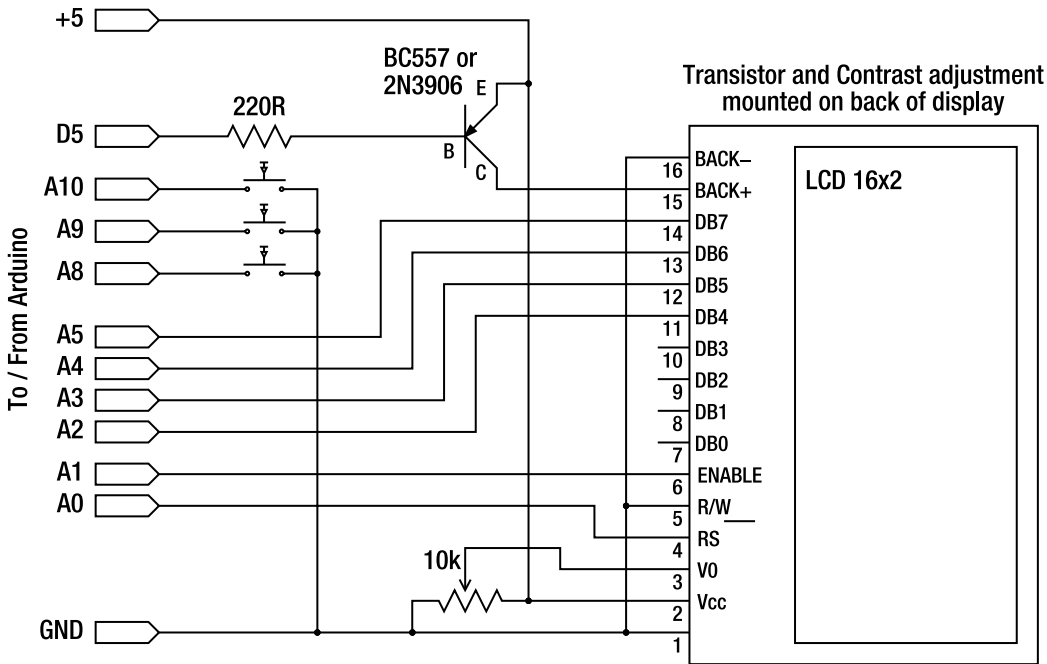 +5
BC557 or
2N3906
E
B
C
Transistor and Contrast adjustment
mounted on back of display
220R
D5
A10
A9
A8
To / From Arduino
A5
A4
A3
A2
A1
A0
10k
GND
LCD 16x2
16 BACK–
15 BACK+
14 DB7
13 DB6
12 DB5
11 DB4
10 DB3
9 DB2
8 DB1
7 DB0
6 ENABLE
5 R/W
4 RS
3 V0
2 Vcc
1